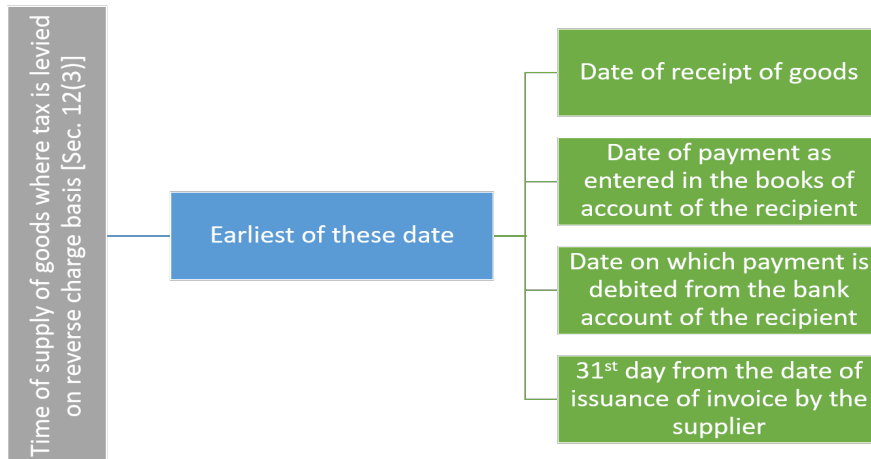 Time of supply of goods where tax is levied
on reverse charge basis [Sec. 12(3)]
Earliest of these date
Date of receipt of goods
Date of payment as
entered in the books of
account of the recipient
Date on which payment is
debited from the bank
account of the recipient
31st day from the date of
issuance of invoice by the
supplier